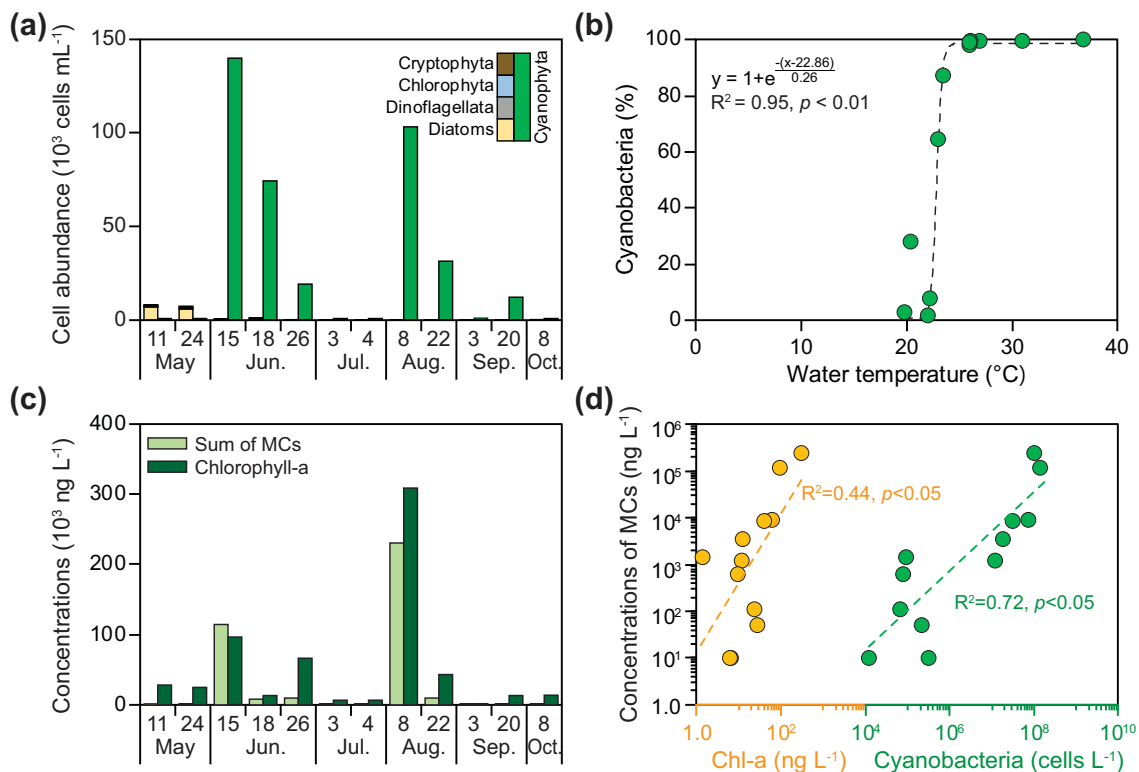 (a)
Cell abundance (10³ cells mL⁻¹)
150
100
50
0
Cryptophyta
Chlorophyta
Dinoflagellata
Diatoms
Cyanophyta
11 24 15 18 26 3 4 8 22 3 20 8
May Jun. Jul. Aug. Sep. Oct.
(b)
Cyanobacteria (%)
100
80
60
40
20
0
y = 1+e^(-(x-22.86)/0.26)
R² = 0.95, p < 0.01
0 10 20 30 40
Water temperature (°C)
(c)
Concentrations (10³ ng L⁻¹)
400
300
200
100
0
Sum of MCs
Chlorophyll-a
11 24 15 18 26 3 4 8 22 3 20 8
May Jun. Jul. Aug. Sep. Oct.
(d)
Concentrations of MCs (ng L⁻¹)
10⁶
10⁵
10⁴
10³
10²
10¹
1.0
R²=0.44, p<0.05
R²=0.72, p<0.05
1.0 10² 10⁴ 10⁶ 10⁸ 10¹⁰
Chl-a (ng L⁻¹) Cyanobacteria (cells L⁻¹)